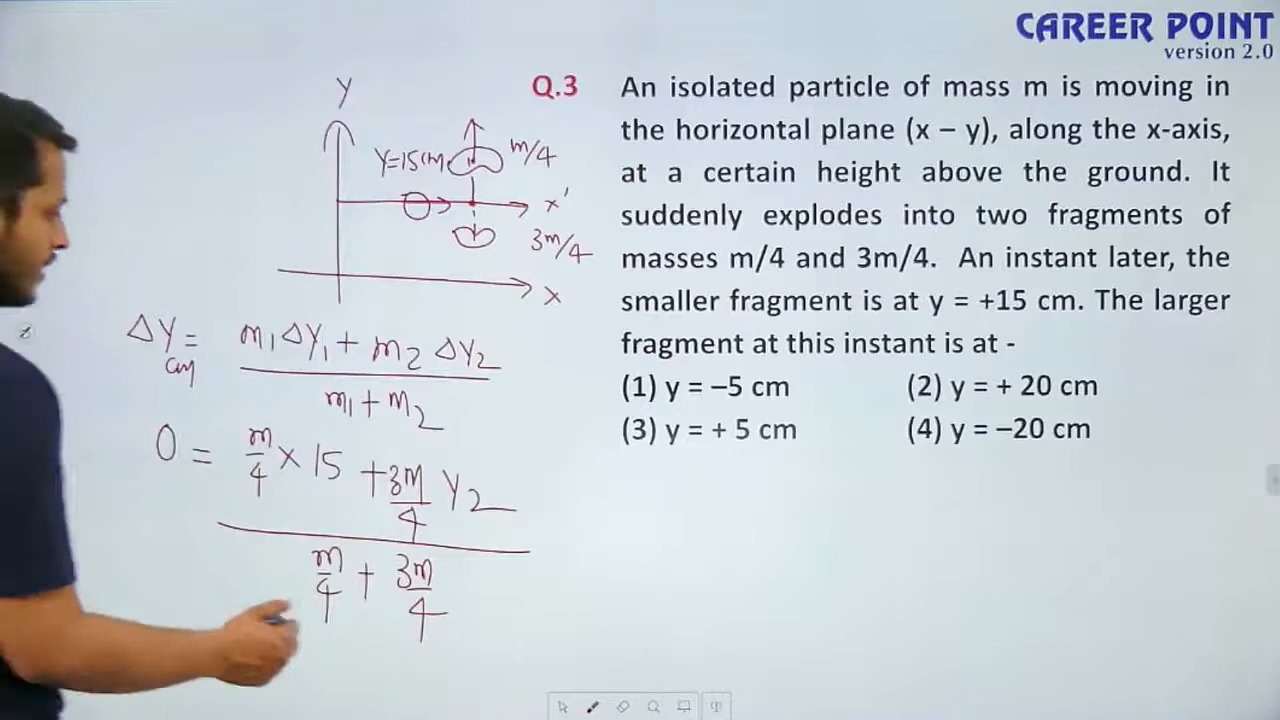 CAREER POINT
version 2.0
Q.3 An isolated particle of mass m is moving in
the horizontal plane (x – y), along the x-axis,
at a certain height above the ground. It
suddenly explodes into two fragments of
masses m/4 and 3m/4. An instant later, the
smaller fragment is at y = +15 cm. The larger
fragment at this instant is at -
(1) y = –5 cm (2) y = + 20 cm
(3) y = + 5 cm (4) y = –20 cm
Y
Y=15cm m/4
x'
3m/4
x
ΔY = m1ΔY1 + m2 ΔY2
cm
m1 + m2
0 = m/4 × 15 + 3m/4 Y2
m/4 + 3m/4